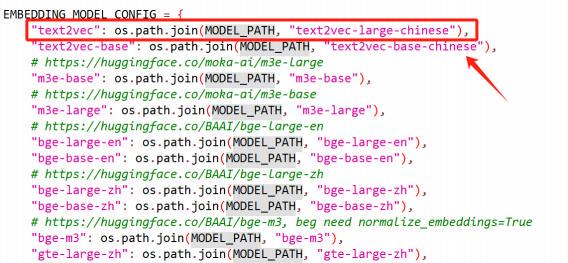 EMBEDDING_MODEL_CONFIG = {
"text2vec": os.path.join(MODEL_PATH, "text2vec-large-chinese"),
"text2vec-base": os.path.join(MODEL_PATH, "text2vec-base-chinese"),
# https://huggingface.co/moka-ai/m3e-large
"m3e-base": os.path.join(MODEL_PATH, "m3e-base"),
# https://huggingface.co/moka-ai/m3e-base
"m3e-large": os.path.join(MODEL_PATH, "m3e-large"),
# https://huggingface.co/BAAI/bge-large-en
"bge-large-en": os.path.join(MODEL_PATH, "bge-large-en"),
"bge-base-en": os.path.join(MODEL_PATH, "bge-base-en"),
# https://huggingface.co/BAAI/bge-large-zh
"bge-large-zh": os.path.join(MODEL_PATH, "bge-large-zh"),
"bge-base-zh": os.path.join(MODEL_PATH, "bge-base-zh"),
# https://huggingface.co/BAAI/bge-m3, beg need normalize_embeddings=True
"bge-m3": os.path.join(MODEL_PATH, "bge-m3"),
"gte-large-zh": os.path.join(MODEL_PATH, "gte-large-zh"),